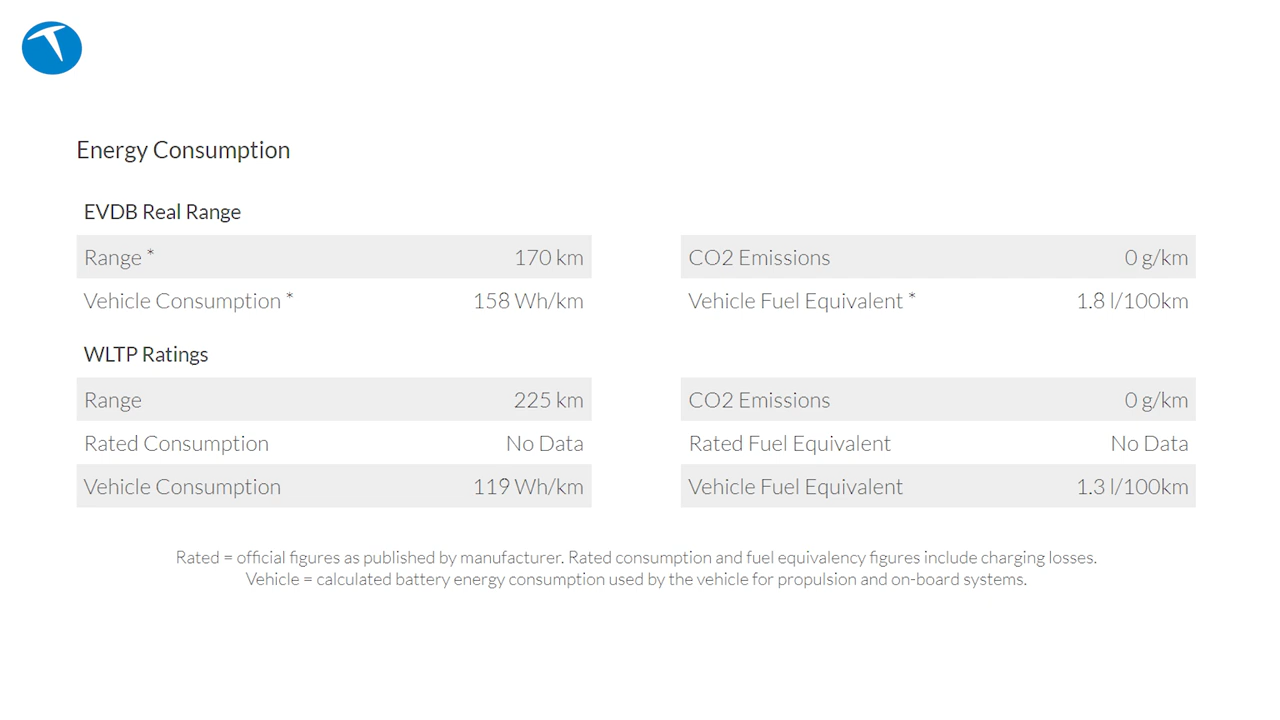 Energy Consumption
EVDB Real Range
Range * 170 km
CO2 Emissions 0 g/km
Vehicle Consumption * 158 Wh/km
Vehicle Fuel Equivalent * 1.8 l/100km
WLTP Ratings
Range 225 km
CO2 Emissions 0 g/km
Rated Consumption No Data
Rated Fuel Equivalent No Data
Vehicle Consumption 119 Wh/km
Vehicle Fuel Equivalent 1.3 l/100km
Rated = official figures as published by manufacturer. Rated consumption and fuel equivalency figures include charging losses.
Vehicle = calculated battery energy consumption used by the vehicle for propulsion and on-board systems.